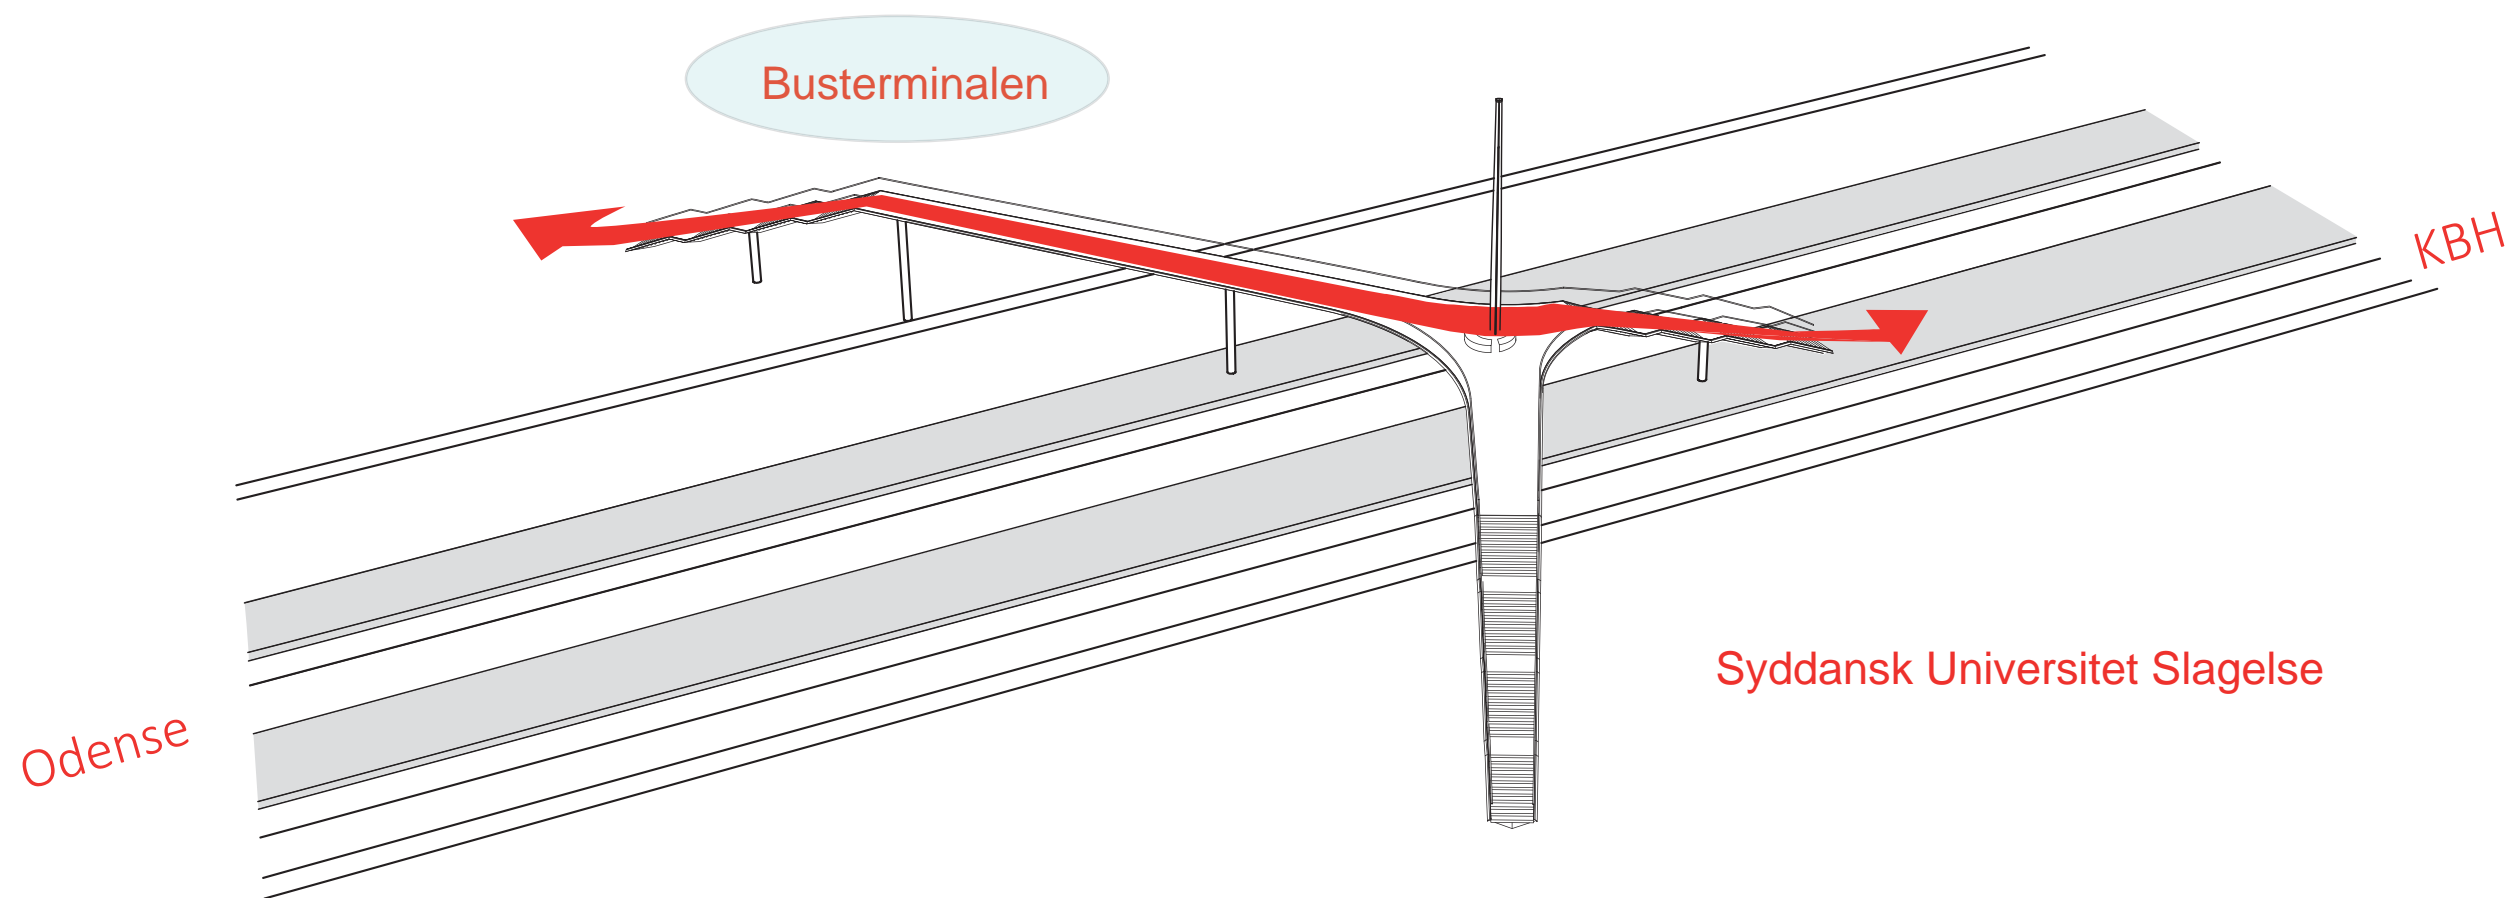 Busterminalen
KBH
Syddansk Universitet Slagelse
Odense